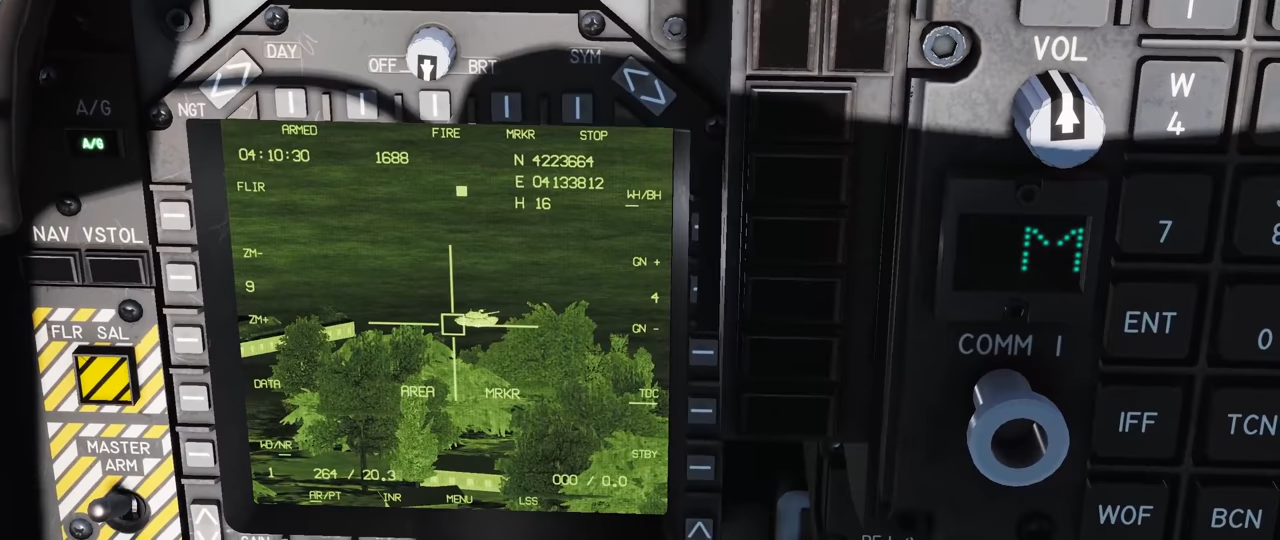 DAY
SYM
OFF
BRT
VOL
A/G
NGT
W
4
A/G
ARMED
FIRE
MRKR
STOP
04:10:30
1688
N 4223664
E 04133812
H 16
FLIR
WH/BH
NAV VSTOL
7
ZM-
GN +
M
9
4
ZM+
GN -
FLR SAL
ENT
0
COMM 1
DATA
AREA
MRKR
TDC
IFF
TCN
MASTER
ARM
WD/NR
STBY
1
264 / 20.3
000 / 0.0
AR/PT
INR
MENU
LSS
WOF
BCN